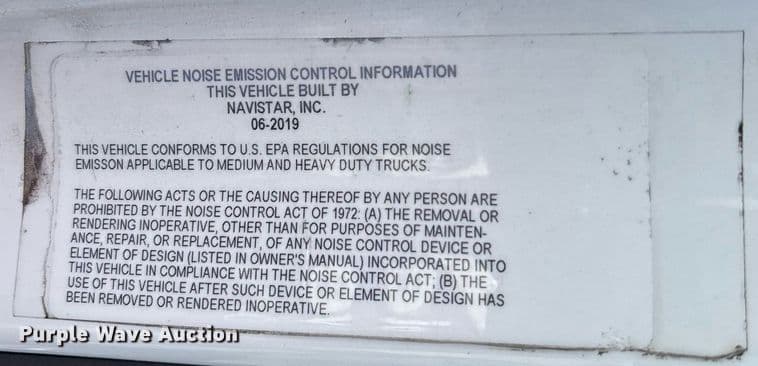 VEHICLE NOISE EMISSION CONTROL INFORMATION
THIS VEHICLE BUILT BY
NAVISTAR, INC.
06-2019
THIS VEHICLE CONFORMS TO U.S. EPA REGULATIONS FOR NOISE
EMISSON APPLICABLE TO MEDIUM AND HEAVY DUTY TRUCKS.
THE FOLLOWING ACTS OR THE CAUSING THEREOF BY ANY PERSON ARE
PROHIBITED BY THE NOISE CONTROL ACT OF 1972: (A) THE REMOVAL OR
RENDERING INOPERATIVE, OTHER THAN FOR PURPOSES OF MAINTEN-
ANCE, REPAIR, OR REPLACEMENT, OF ANY NOISE CONTROL DEVICE OR
ELEMENT OF DESIGN (LISTED IN OWNER'S MANUAL) INCORPORATED INTO
THIS VEHICLE IN COMPLIANCE WITH THE NOISE CONTROL ACT; (B) THE
USE OF THIS VEHICLE AFTER SUCH DEVICE OR ELEMENT OF DESIGN HAS
BEEN REMOVED OR RENDERED INOPERATIVE.
Purple Wave Auction